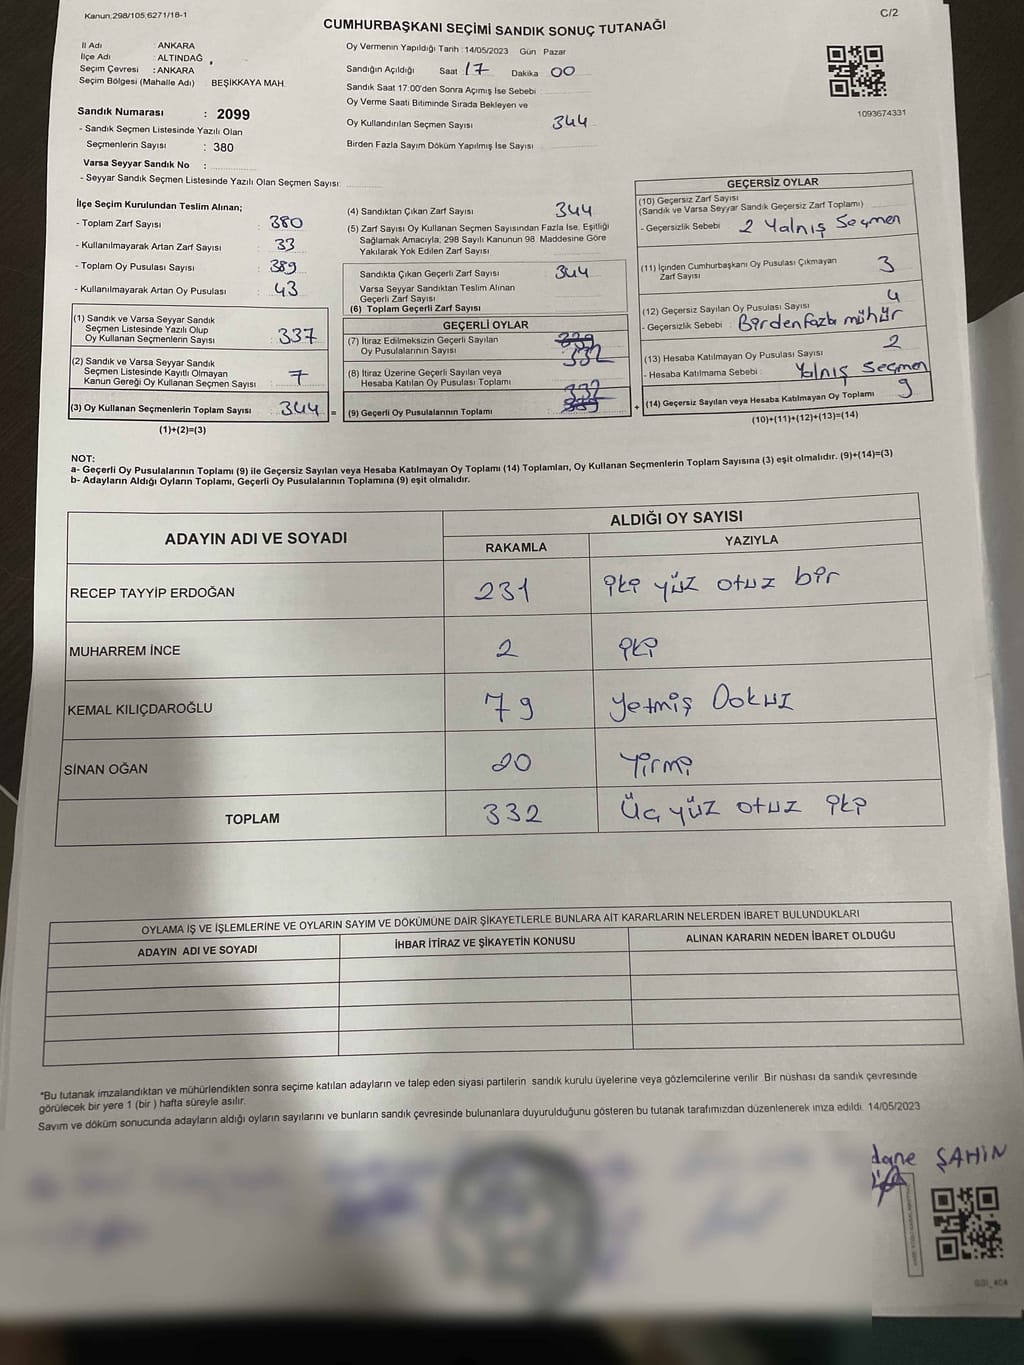 Kanun.298/105,6271/18-1
C/2
CUMHURBAŞKANI SEÇİMİ SANDIK SONUÇ TUTANAĞI
İl Adı : ANKARA
İlçe Adı : ALTINDAĞ
Seçim Çevresi : ANKARA
Seçim Bölgesi (Mahalle Adı) BEŞİKKAYA MAH.
Sandık Numarası : 2099
- Sandık Seçmen Listesinde Yazılı Olan
Seçmenlerin Sayısı : 380
Varsa Seyyar Sandık No :
- Seyyar Sandık Seçmen Listesinde Yazılı Olan Seçmen Sayısı:
Oy Vermenin Yapıldığı Tarih :14/05/2023 Gün Pazar
Sandığın Açıldığı Saat 17 Dakika 00
Sandık Saat 17:00'den Sonra Açımış İse Sebebi :
Oy Verme Saati Bitiminde Sırada Bekleyen ve
Oy Kullandırılan Seçmen Sayısı 344
Birden Fazla Sayım Döküm Yapılmış İse Sayısı
1093674331
İlçe Seçim Kurulundan Teslim Alınan;
- Toplam Zarf Sayısı : 380
- Kullanılmayarak Artan Zarf Sayısı : 33
- Toplam Oy Pusulası Sayısı : 389
- Kullanılmayarak Artan Oy Pusulası : 43
(1) Sandık ve Varsa Seyyar Sandık
Seçmen Listesinde Yazılı Olup
Oy Kullanan Seçmenlerin Sayısı : 337
(2) Sandık ve Varsa Seyyar Sandık
Seçmen Listesinde Kayıtlı Olmayan
Kanun Gereği Oy Kullanan Seçmen Sayısı : 7
(3) Oy Kullanan Seçmenlerin Toplam Sayısı : 344 =
(1)+(2)=(3)
(4) Sandıktan Çıkan Zarf Sayısı 344
(5) Zarf Sayısı Oy Kullanan Seçmen Sayısından Fazla İse, Eşitliği
Sağlamak Amacıyla, 298 Sayılı Kanunun 98. Maddesine Göre
Yakılarak Yok Edilen Zarf Sayısı
Sandıkta Çıkan Geçerli Zarf Sayısı 344
Varsa Seyyar Sandıktan Teslim Alınan
Geçerli Zarf Sayısı
(6) Toplam Geçerli Zarf Sayısı
GEÇERLİ OYLAR
(7) İtiraz Edilmeksizin Geçerli Sayılan
Oy Pusulalarının Sayısı 332
(8) İtiraz Üzerine Geçerli Sayılan veya
Hesaba Katılan Oy Pusulası Toplamı
(9) Geçerli Oy Pusulalarının Toplamı 332 +
GEÇERSİZ OYLAR
(10) Geçersiz Zarf Sayısı
(Sandık ve Varsa Seyyar Sandık Geçersiz Zarf Toplamı)
- Geçersizlik Sebebi 2 Yalnış Seçmen
(11) İçinden Cumhurbaşkanı Oy Pusulası Çıkmayan
Zarf Sayısı 3
(12) Geçersiz Sayılan Oy Pusulası Sayısı 4
- Geçersizlik Sebebi : Birden fazla mühür
(13) Hesaba Katılmayan Oy Pusulası Sayısı 2
- Hesaba Katılmama Sebebi : Yalnış seçmen
(14) Geçersiz Sayılan veya Hesaba Katılmayan Oy Toplamı 9
(10)+(11)+(12)+(13)=(14)
NOT:
a- Geçerli Oy Pusulalarının Toplamı (9) ile Geçersiz Sayılan veya Hesaba Katılmayan Oy Toplamı (14) Toplamları, Oy Kullanan Seçmenlerin Toplam Sayısına (3) eşit olmalıdır. (9)+(14)=(3)
b- Adayların Aldığı Oyların Toplamı, Geçerli Oy Pusulalarının Toplamına (9) eşit olmalıdır.
ADAYIN ADI VE SOYADI
ALDIĞI OY SAYISI
RAKAMLA YAZIYLA
RECEP TAYYİP ERDOĞAN 231 iki yüz otuz bir
MUHARREM İNCE 2 iki
KEMAL KILIÇDAROĞLU 79 Yetmiş Dokuz
SİNAN OĞAN 20 Yirmi
TOPLAM 332 Üç yüz otuz iki
OYLAMA İŞ VE İŞLEMLERİNE VE OYLARIN SAYIM VE DÖKÜMÜNE DAİR ŞİKAYETLERLE BUNLARA AİT KARARLARIN NELERDEN İBARET BULUNDUKLARI
ADAYIN ADI VE SOYADI İHBAR İTİRAZ VE ŞİKAYETİN KONUSU ALINAN KARARIN NEDEN İBARET OLDUĞU
*Bu tutanak imzalandıktan ve mühürlendikten sonra seçime katılan adayların ve talep eden siyasi partilerin sandık kurulu üyelerine veya gözlemcilerine verilir Bir nüshası da sandık çevresinde
görülecek bir yere 1 (bir ) hafta süreyle asılır.
Sayım ve döküm sonucunda adayların aldığı oyların sayılarını ve bunların sandık çevresinde bulunanlara duyurulduğunu gösteren bu tutanak tarafımızdan düzenlenerek imza edildi. 14/05/2023
dane ŞAHİN